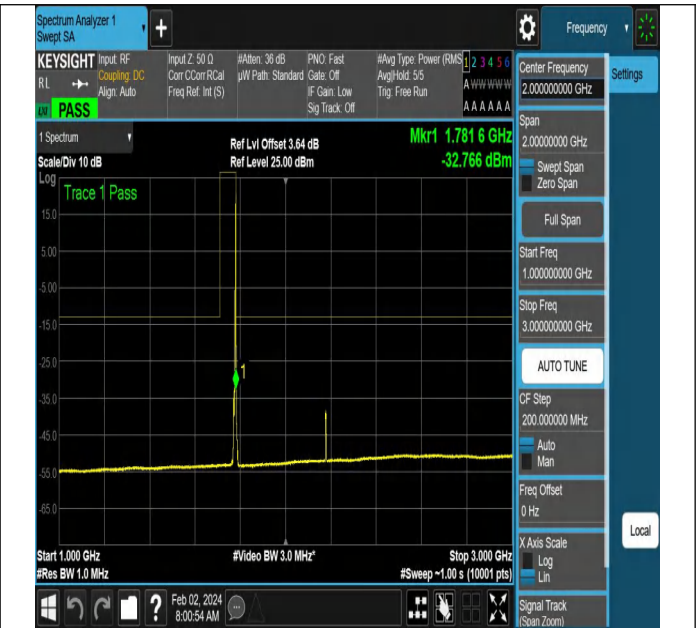 Spectrum Analyzer 1
Swept SA
Frequency
KEYSIGHT
RL
PASS
Input: RF
Coupling: DC
Align: Auto
Input Z: 50 Ω
Corr CCorr RCal
Freq Ref: Int (S)
#Atten: 36 dB
µW Path: Standard
PNO: Fast
Gate: Off
IF Gain: Low
Sig Track: Off
#Avg Type: Power (RMS)
Avg|Hold: 5/5
Trig: Free Run
1 2 3 4 5 6
A W W W W W
A A A A A A
1 Spectrum
Scale/Div 10 dB
Log
Ref Lvl Offset 3.64 dB
Ref Level 25.00 dBm
Mkr1 1.781 6 GHz
-32.766 dBm
Trace 1 Pass
15.0
5.00
-5.00
-15.0
-25.0
1
-35.0
-45.0
-55.0
-65.0
Start 1.000 GHz
#Res BW 1.0 MHz
#Video BW 3.0 MHz*
Stop 3.000 GHz
#Sweep ~1.00 s (10001 pts)
Feb 02, 2024
8:00:54 AM
Center Frequency
2.000000000 GHz
Settings
Span
2.00000000 GHz
Swept Span
Zero Span
Full Span
Start Freq
1.000000000 GHz
Stop Freq
3.000000000 GHz
AUTO TUNE
CF Step
200.000000 MHz
Auto
Man
Freq Offset
0 Hz
X Axis Scale
Log
Lin
Signal Track
(Span Zoom)
Local